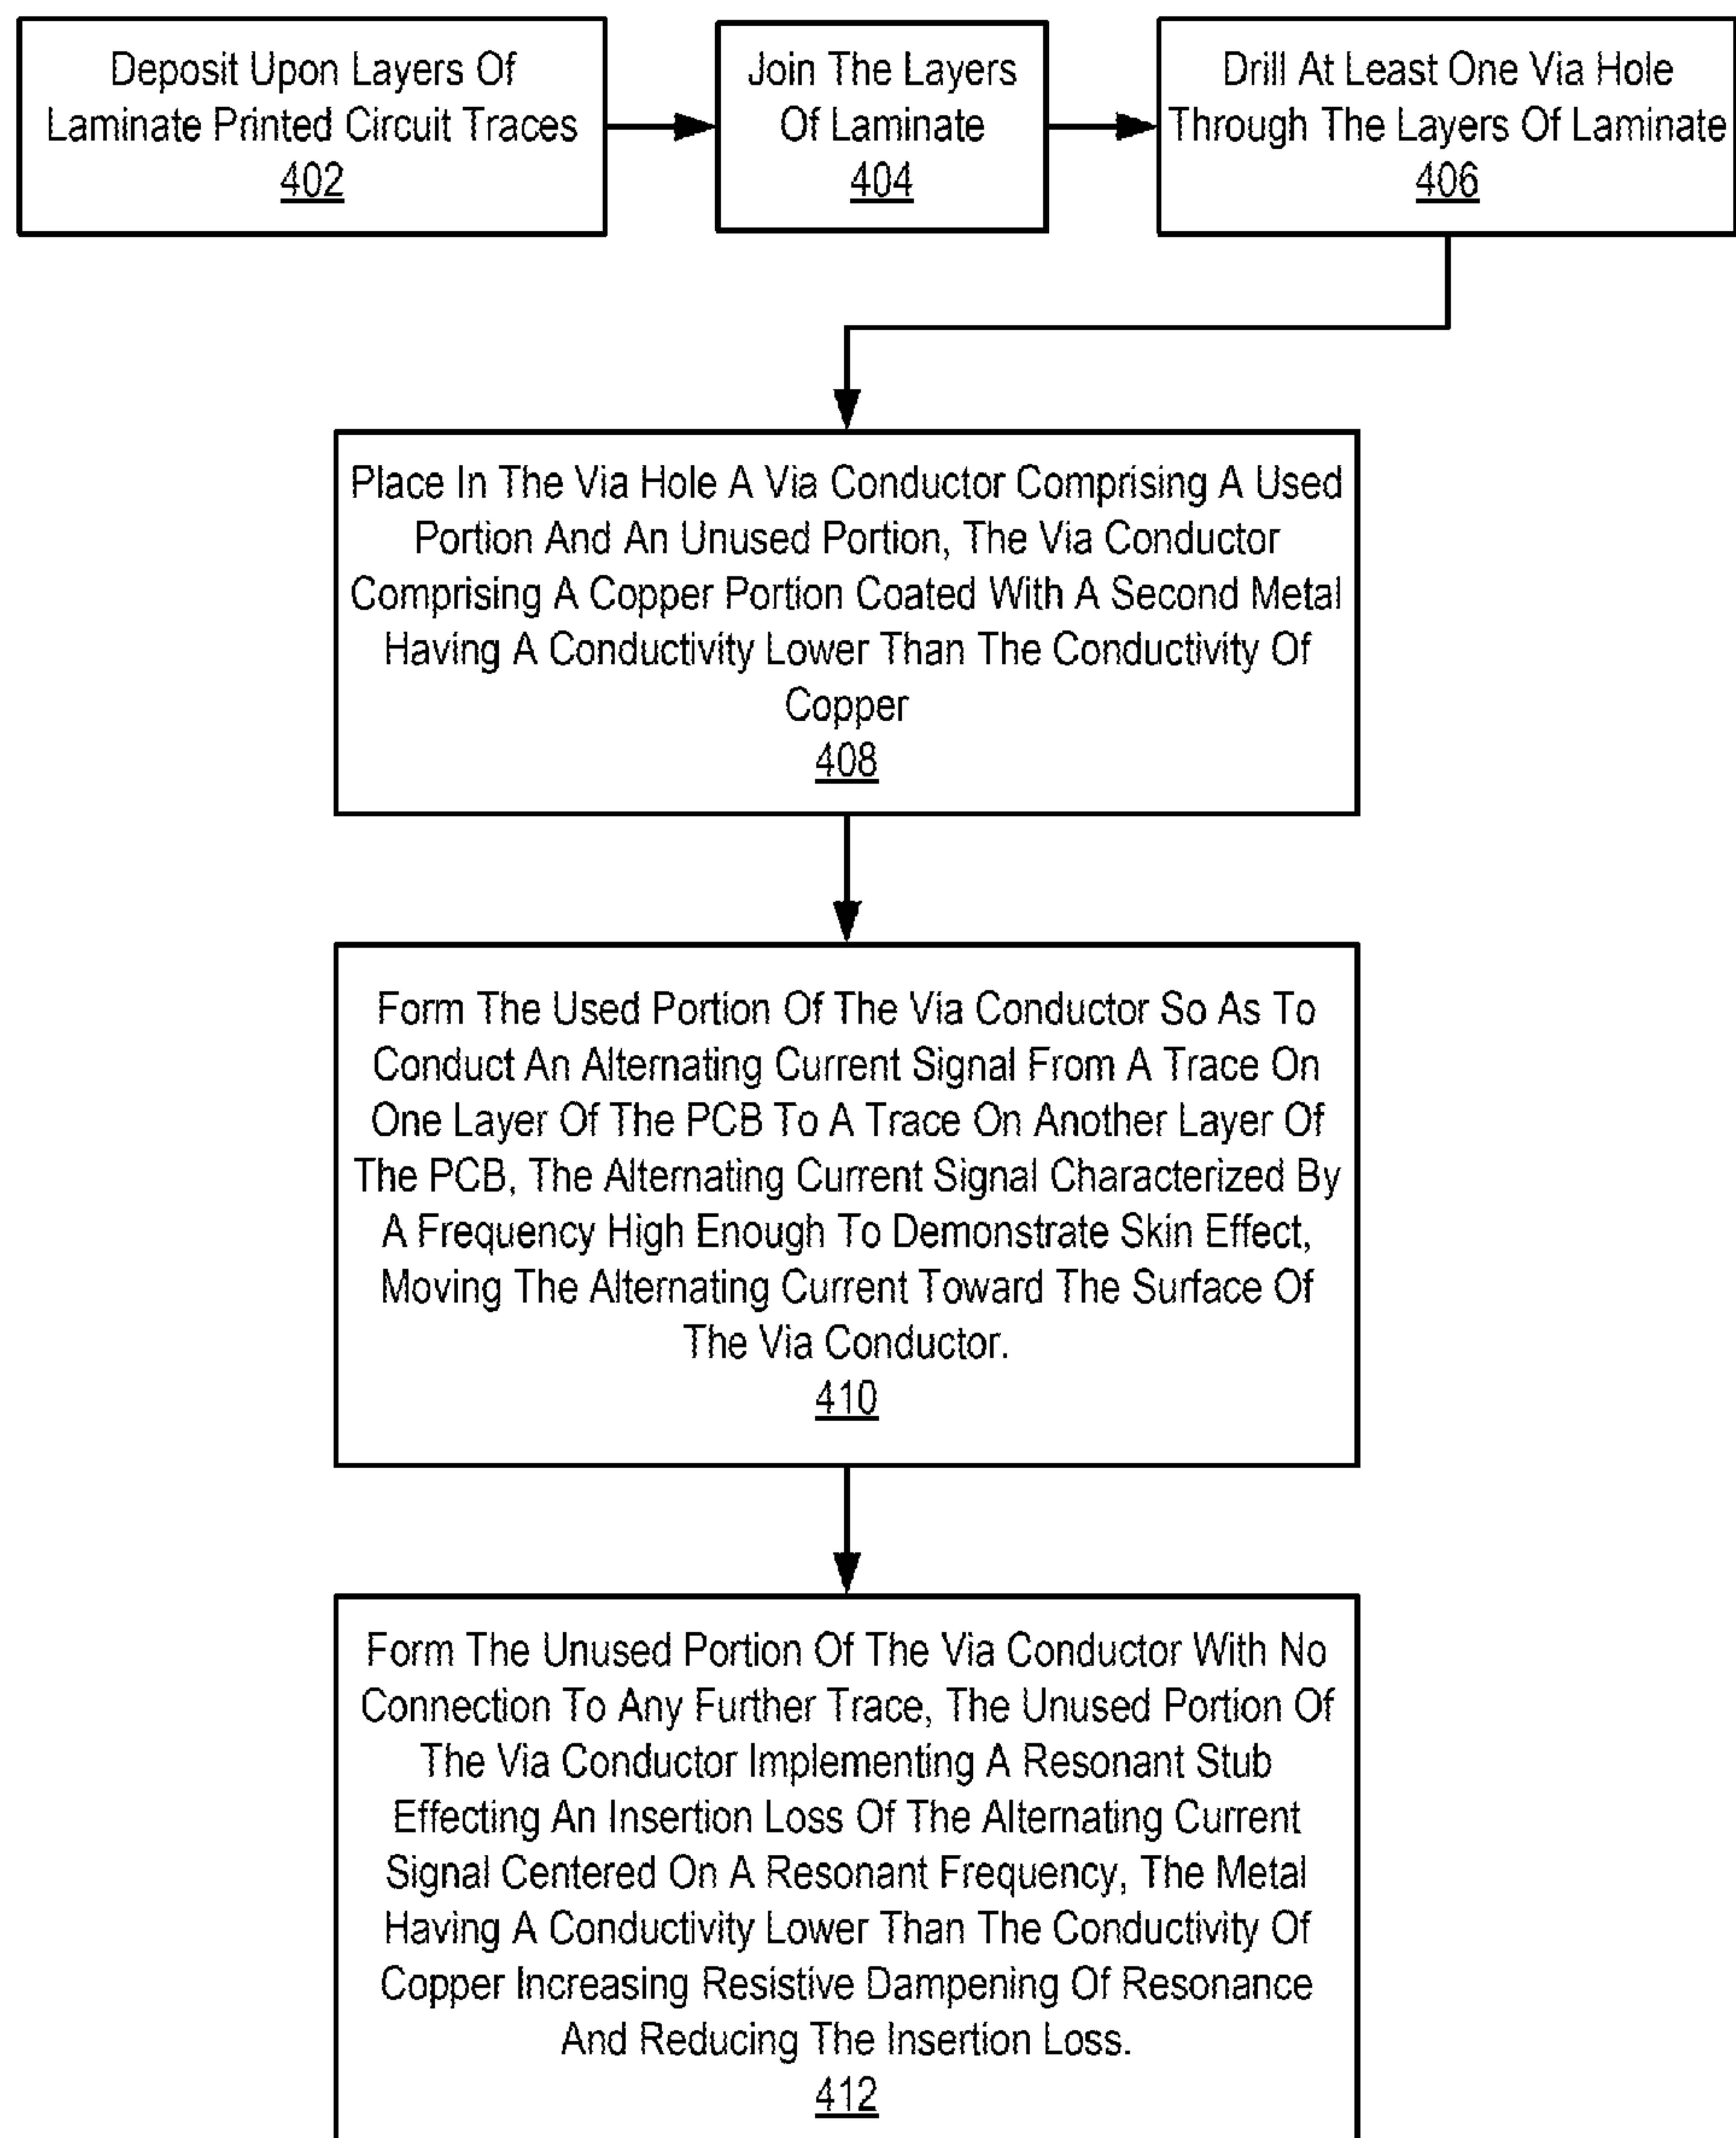 Deposit Upon Layers Of
Laminate Printed Circuit Traces
402
Join The Layers
Of Laminate
404
Drill At Least One Via Hole
Through The Layers Of Laminate
406
Place In The Via Hole A Via Conductor Comprising A Used
Portion And An Unused Portion, The Via Conductor
Comprising A Copper Portion Coated With A Second Metal
Having A Conductivity Lower Than The Conductivity Of
Copper
408
Form The Used Portion Of The Via Conductor So As To
Conduct An Alternating Current Signal From A Trace On
One Layer Of The PCB To A Trace On Another Layer Of
The PCB, The Alternating Current Signal Characterized By
A Frequency High Enough To Demonstrate Skin Effect,
Moving The Alternating Current Toward The Surface Of
The Via Conductor.
410
Form The Unused Portion Of The Via Conductor With No
Connection To Any Further Trace, The Unused Portion Of
The Via Conductor Implementing A Resonant Stub
Effecting An Insertion Loss Of The Alternating Current
Signal Centered On A Resonant Frequency, The Metal
Having A Conductivity Lower Than The Conductivity Of
Copper Increasing Resistive Dampening Of Resonance
And Reducing The Insertion Loss.
412